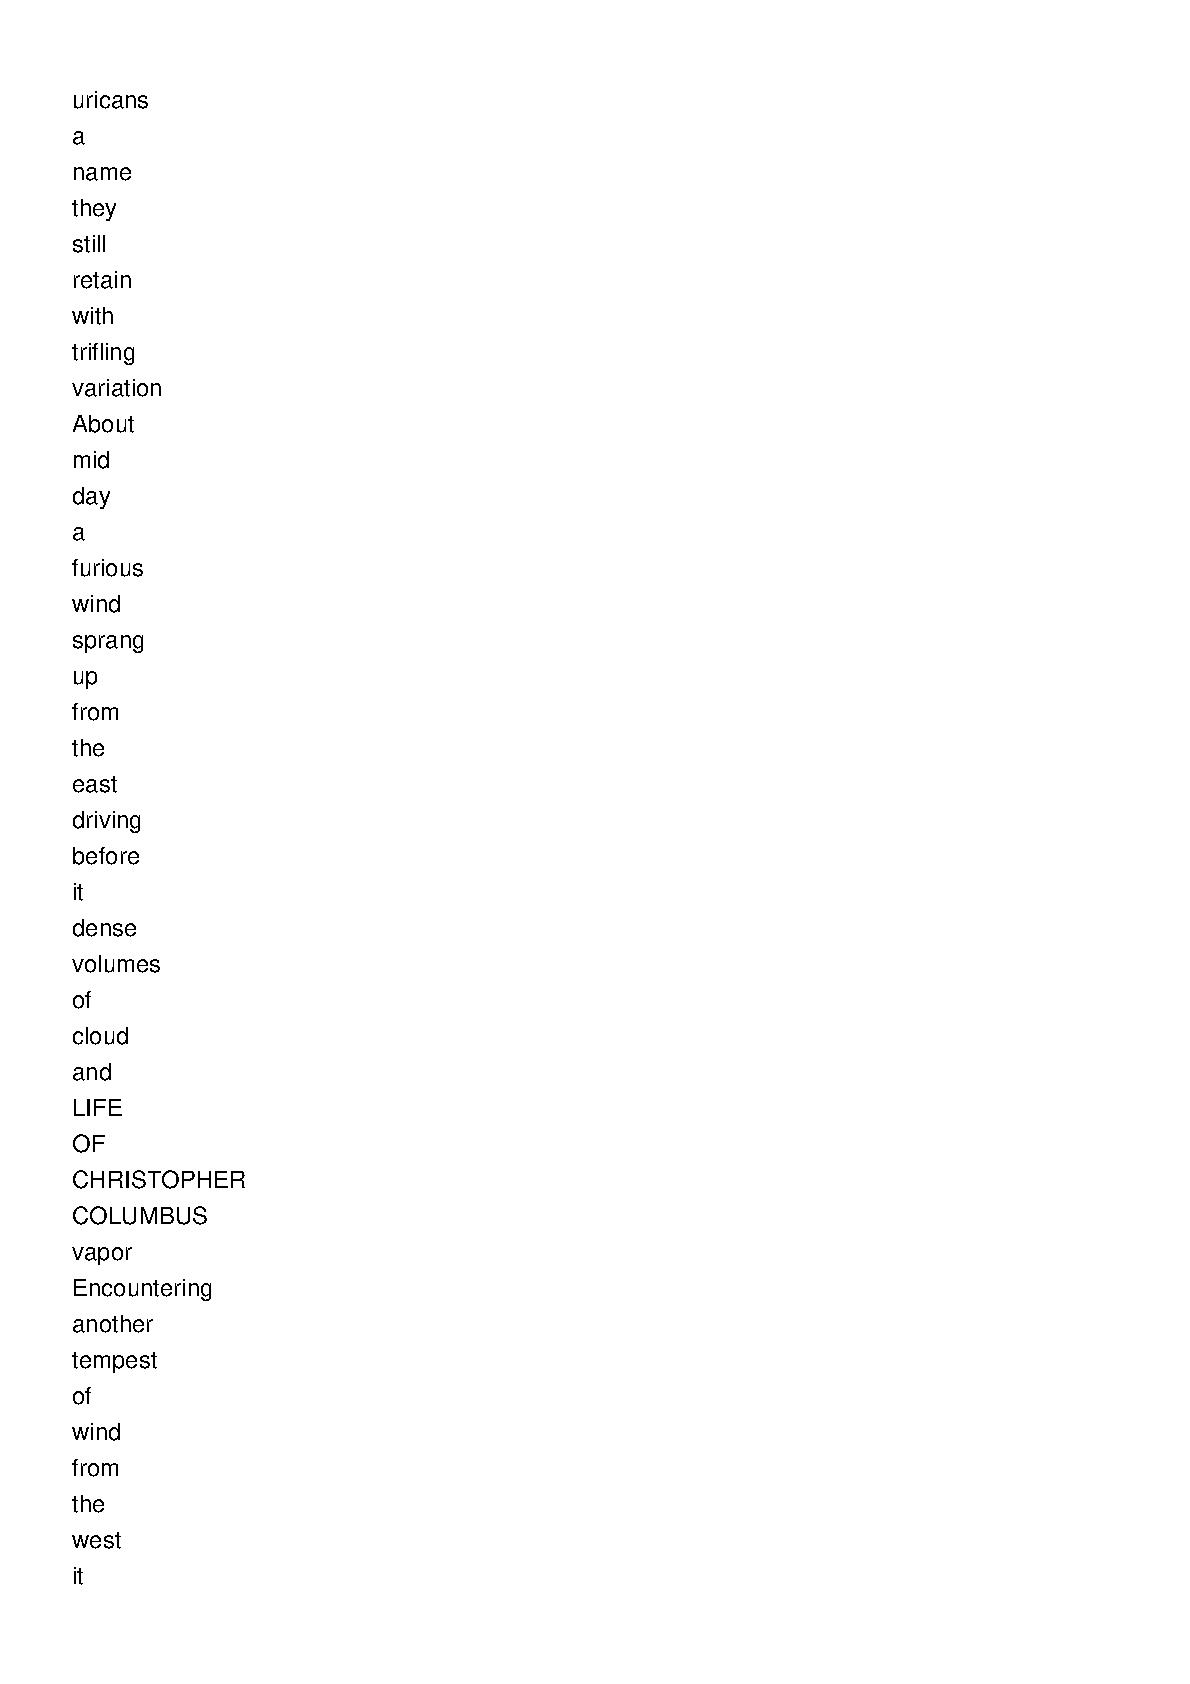 uricans
a
name
they
still
retain
with
trifling
variation
About
mid
day
a
furious
wind
sprang
up
from
the
east
driving
before
it
dense
volumes
of
cloud
and
LIFE
OF
CHRISTOPHER
COLUMBUS
vapor
Encountering
another
tempest
of
wind
from
the
west
it